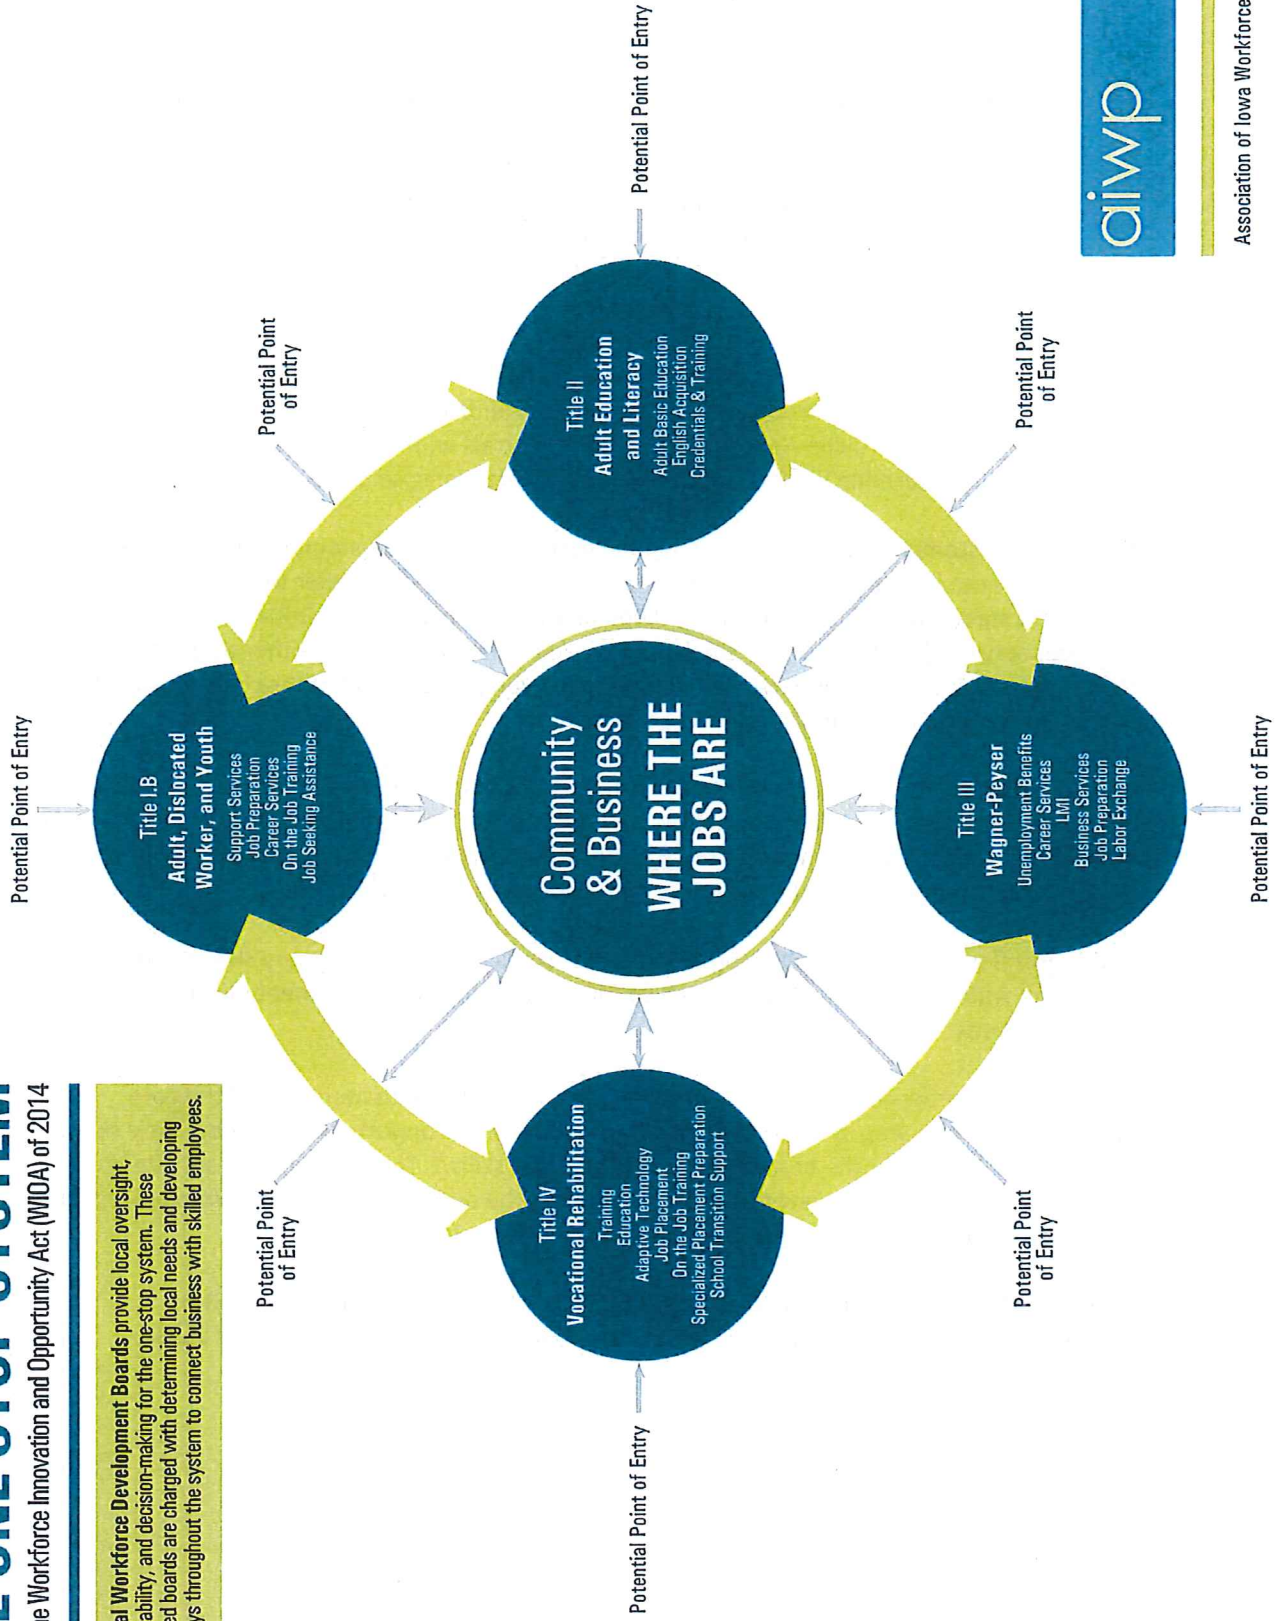 ONE STOP SYSTEM
he Workforce Innovation and Opportunity Act (WIOA) of 2014
al Workforce Development Boards provide local oversight,
ability, and decision-making for the one-stop system. These
ed boards are charged with determining local needs and developing
ys throughout the system to connect business with skilled employees.
Potential Point of Entry
Potential Point
of Entry
Potential Point
of Entry
Title I.B
Adult, Dislocated
Worker, and Youth
Support Services
Job Preparation
Career Services
On the Job Training
Job Seeking Assistance
Potential Point of Entry
Title IV
Vocational Rehabilitation
Training
Education
Adaptive Technology
Job Placement
On the Job Training
Specialized Placement Preparation
School Transition Support
Community
& Business
WHERE THE
JOBS ARE
Title II
Adult Education
and Literacy
Adult Basic Education
English Acquisition
Credentials & Training
Potential Point of Entry
Title III
Wagner-Peyser
Unemployment Benefits
Career Services
LMI
Business Services
Job Preparation
Labor Exchange
Potential Point
of Entry
Potential Point
of Entry
Potential Point of Entry
aiwp
Association of Iowa Workforce